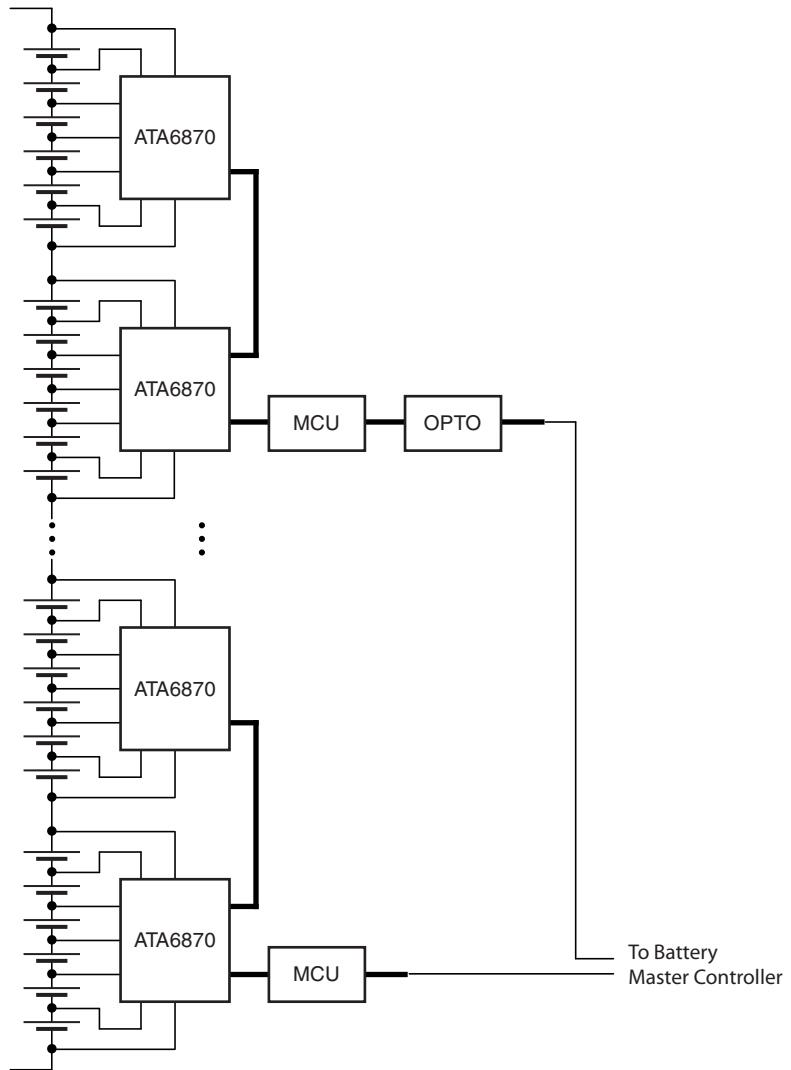 ATA6870
ATA6870
MCU
OPTO
ATA6870
ATA6870
MCU
To Battery
Master Controller